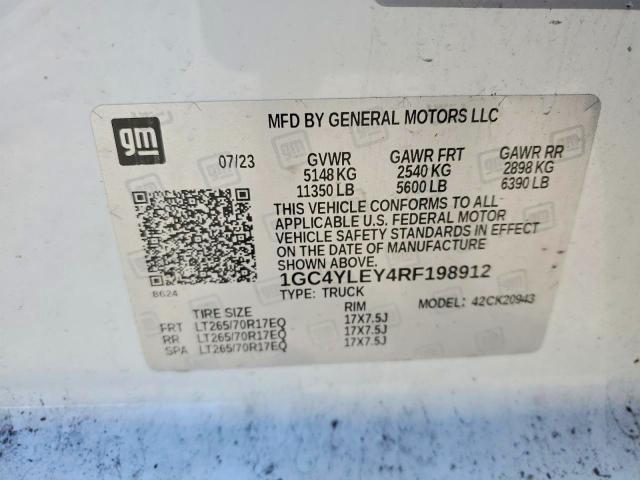 MFD BY GENERAL MOTORS LLC
gm
07/23 GVWR GAWR FRT GAWR RR
5148 KG 2540 KG 2898 KG
11350 LB 5600 LB 6390 LB
THIS VEHICLE CONFORMS TO ALL
APPLICABLE U.S. FEDERAL MOTOR
VEHICLE SAFETY STANDARDS IN EFFECT
ON THE DATE OF MANUFACTURE
SHOWN ABOVE.
1GC4YLEY4RF198912
8624 TYPE: TRUCK MODEL: 42CK20943
TIRE SIZE RIM
FRT LT265/70R17EQ 17X7.5J
RR LT265/70R17EQ 17X7.5J
SPA LT265/70R17EQ 17X7.5J